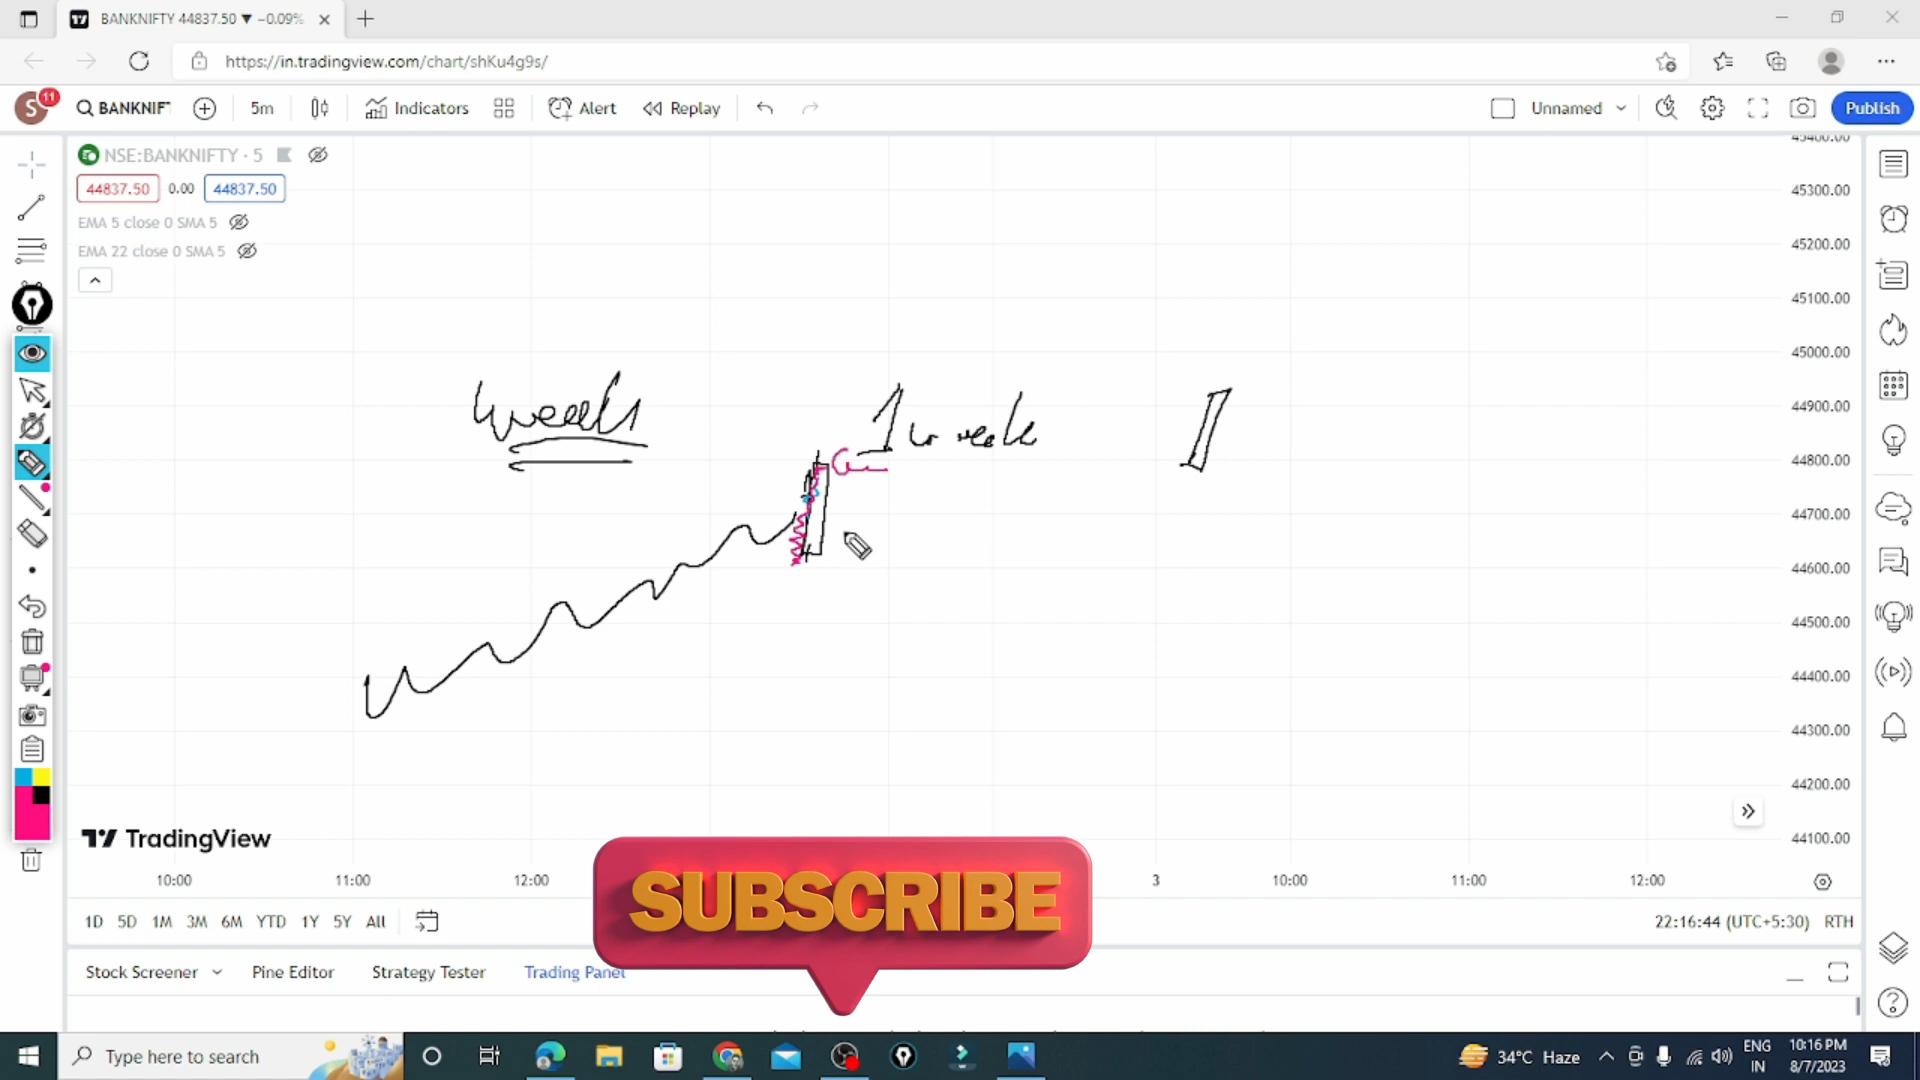 BANKNIFTY 44837.50 ▼ −0.09%
https://in.tradingview.com/chart/shKu4g9s/
S 11 BANKNIF 5m Indicators Alert Replay Unnamed Publish
NSE:BANKNIFTY · 5
44837.50 0.00 44837.50
EMA 5 close 0 SMA 5
EMA 22 close 0 SMA 5
45400.00
45300.00
45200.00
45100.00
45000.00
44900.00
44800.00
44700.00
44600.00
44500.00
44400.00
44300.00
44200.00
44100.00
1 week
TradingView
10:00 11:00 12:00 3 10:00 11:00 12:00
1D 5D 1M 3M 6M YTD 1Y 5Y All
22:16:44 (UTC+5:30) RTH
SUBSCRIBE
Stock Screener Pine Editor Strategy Tester Trading Panel
Type here to search
34°C Haze
ENG
IN
10:16 PM
8/7/2023